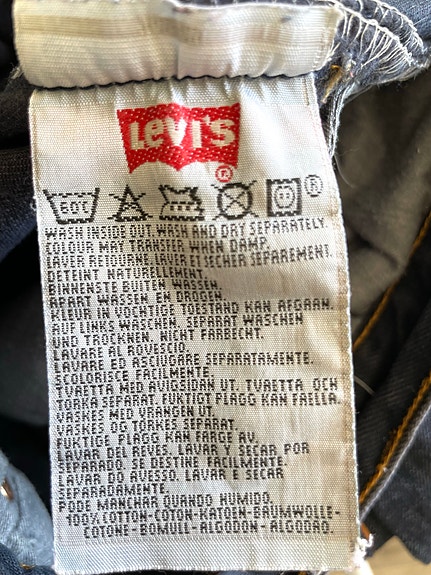 LEVI'S
®
60°C ®
WASH INSIDE OUT. WASH AND DRY SEPARATELY.
COLOUR MAY TRANSFER WHEN DAMP.
LAVER RETOURNE. LAVER ET SECHER SEPAREMENT.
DETEINT NATURELLEMENT.
BINNENSTE BUITEN WASSEN.
APART WASSEN EN DROGEN.
KLEUR IN VOCHTIGE TOESTAND KAN AFGAAN.
AUF LINKS WASCHEN, SEPARAT WASCHEN
UND TROCKNEN. NICHT FARBECHT.
LAVARE AL ROVESCIO.
LAVARE ED ASCIUGARE SEPARATAMENTE.
SCOLORISCE FACILMENTE.
TVAETTA MED AVIGSIDAN UT. TVAETTA OCH
TORKA SEPARAT. FUKTIGT PLAGG KAN FAELLA.
VASKES MED VRANGEN UT.
VASKES OG TORKES SEPARAT.
FUKTIGE PLAGG KAN FARGE AV.
LAVAR DEL REVES. LAVAR Y SECAR POR
SEPARADO. SE DESTINE FACILMENTE.
LAVAR DO AVESSO. LAVAR E SECAR
SEPARADAMENTE.
PODE MANCHAR QUANDO HUMIDO.
100% COTTON-COTON-KATOEN-BAUMWOLLE-
COTONE-BOMULL-ALGODON-ALGODAO.